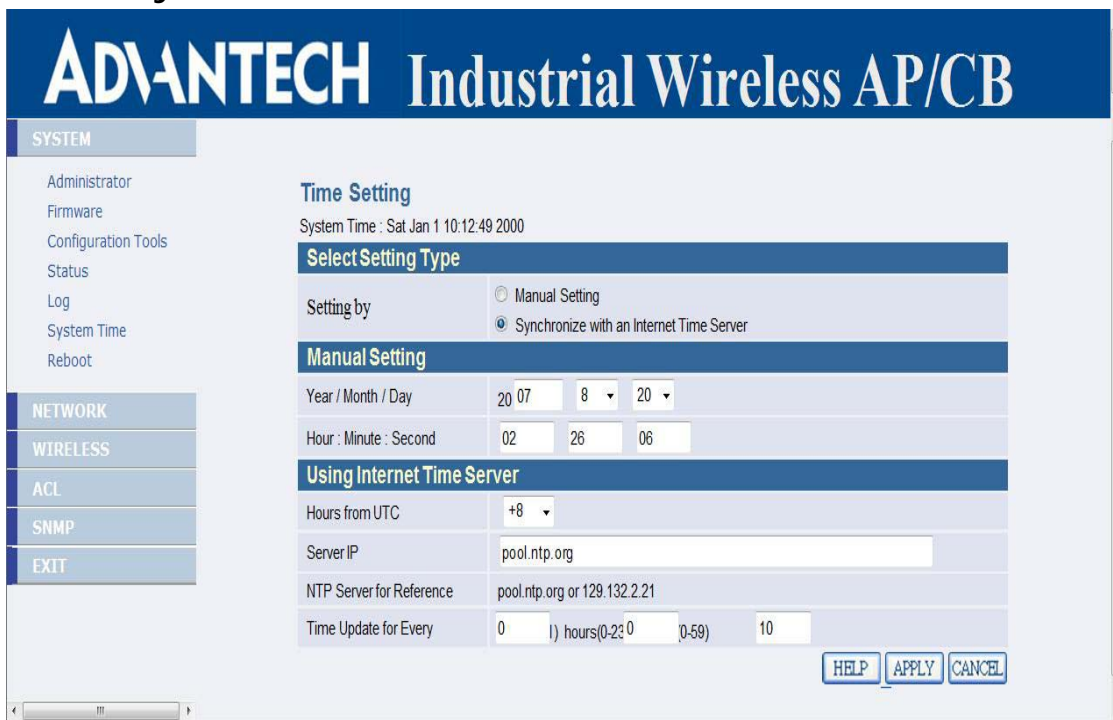 ADVANTECH Industrial Wireless AP/CB
SYSTEM
Administrator
Firmware
Configuration Tools
Status
Log
System Time
Reboot
NETWORK
WIRELESS
ACL
SNMP
EXIT
Time Setting
System Time : Sat Jan 1 10:12:49 2000
Select Setting Type
Setting by
Manual Setting
Synchronize with an Internet Time Server
Manual Setting
Year / Month / Day 20 07 8 20
Hour : Minute : Second 02 26 06
Using Internet Time Server
Hours from UTC +8
Server IP pool.ntp.org
NTP Server for Reference pool.ntp.org or 129.132.2.21
Time Update for Every 0 ) hours(0-23 0 (0-59) 10
HELP APPLY CANCEL